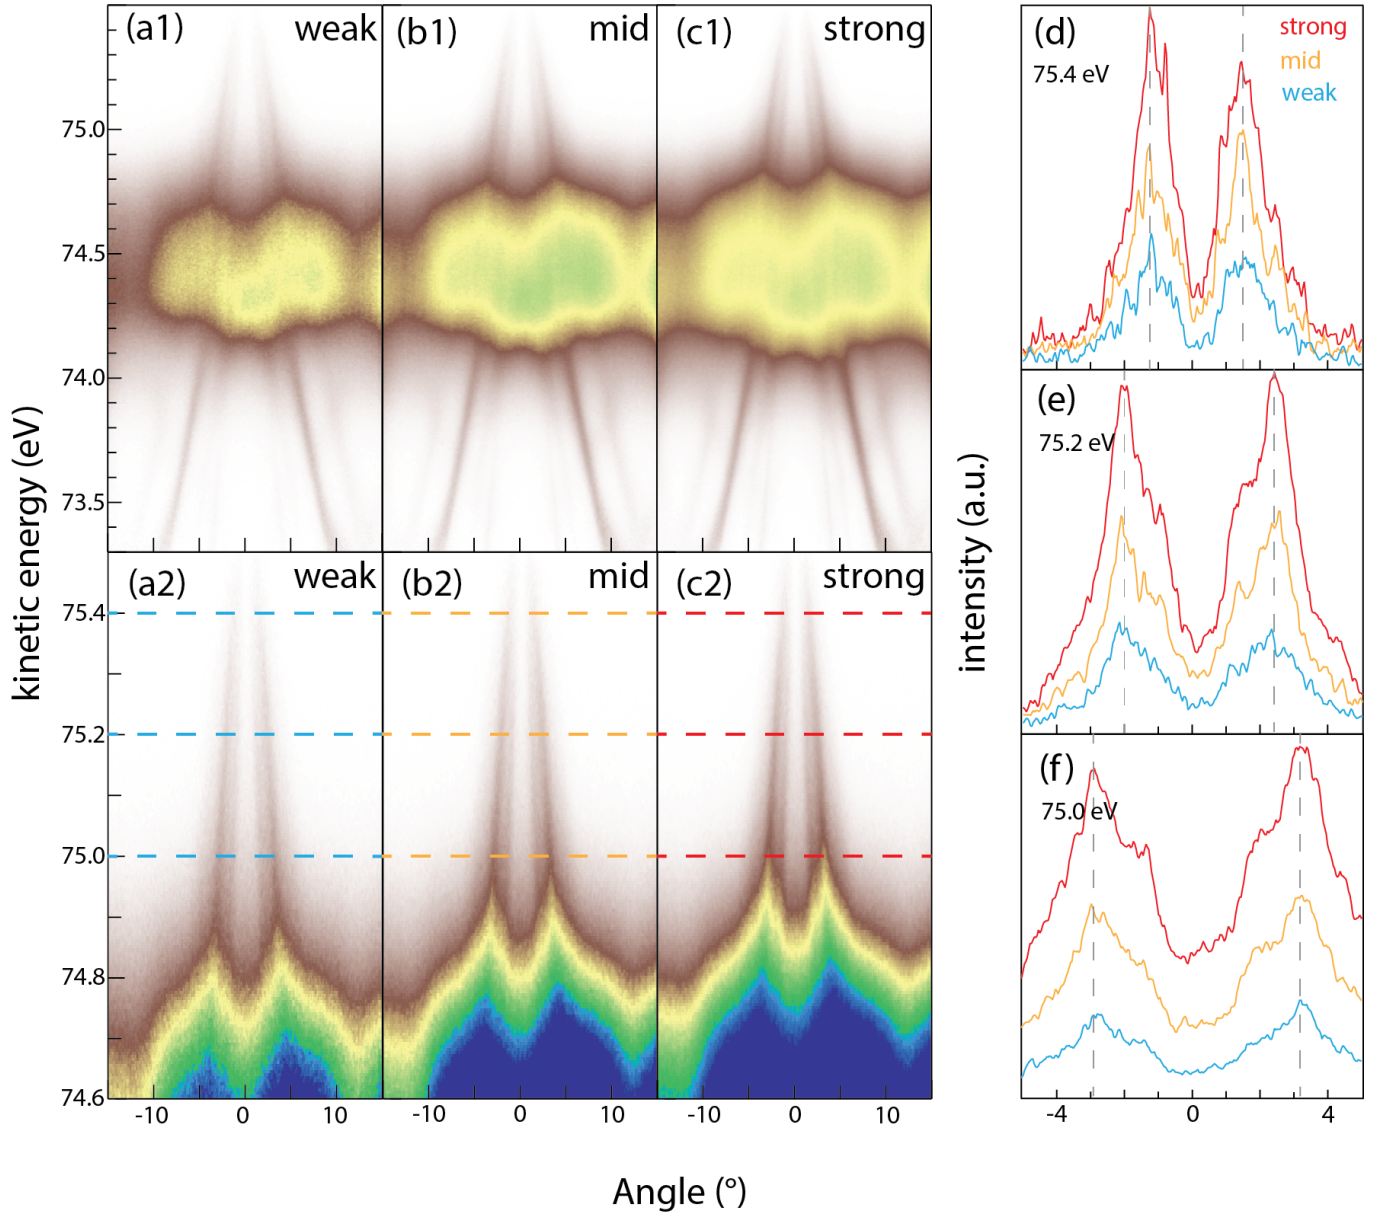 (a1) weak
(b1) mid
(c1) strong
75.0
74.5
74.0
73.5
(a2) weak
(b2) mid
(c2) strong
75.4
75.2
75.0
74.8
74.6
-10 0 10
-10 0 10
-10 0 10
kinetic energy (eV)
Angle (°)
intensity (a.u.)
(d)
75.4 eV
strong
mid
weak
(e)
75.2 eV
(f)
75.0 eV
-4 0 4